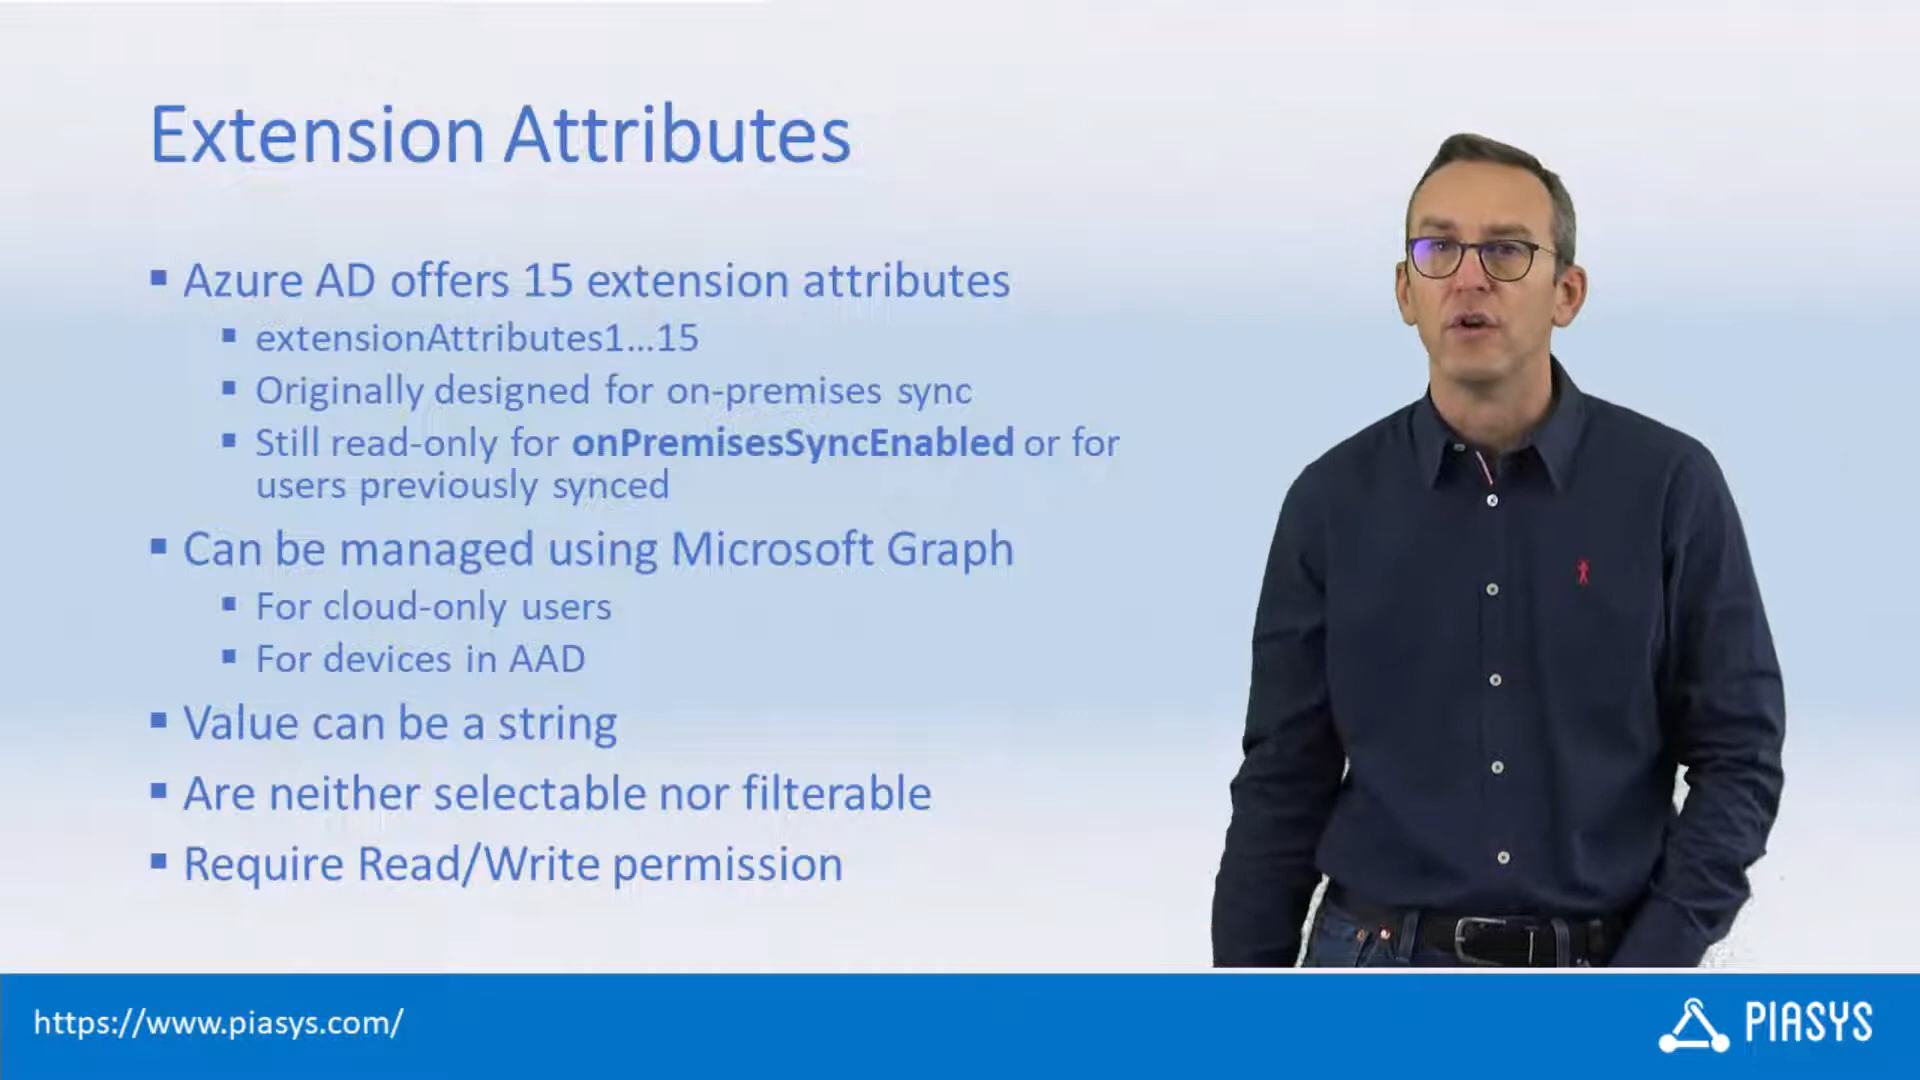 Extension Attributes
Azure AD offers 15 extension attributes
extensionAttributes1...15
Originally designed for on-premises sync
Still read-only for onPremisesSyncEnabled or for
users previously synced
Can be managed using Microsoft Graph
For cloud-only users
For devices in AAD
Value can be a string
Are neither selectable nor filterable
Require Read/Write permission
https://www.piasys.com/
PIASYS